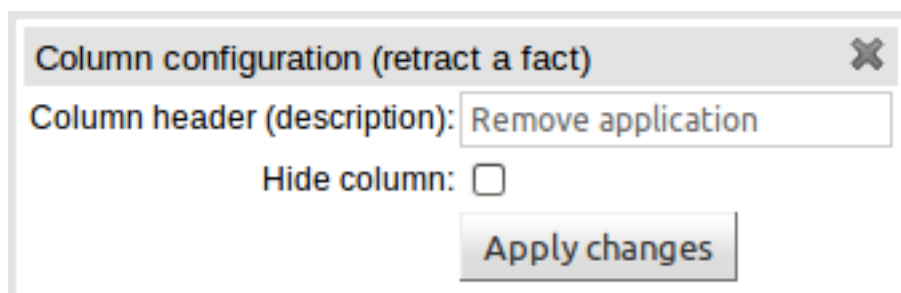 Column configuration (retract a fact)
Column header (description): Remove application
Hide column:
Apply changes